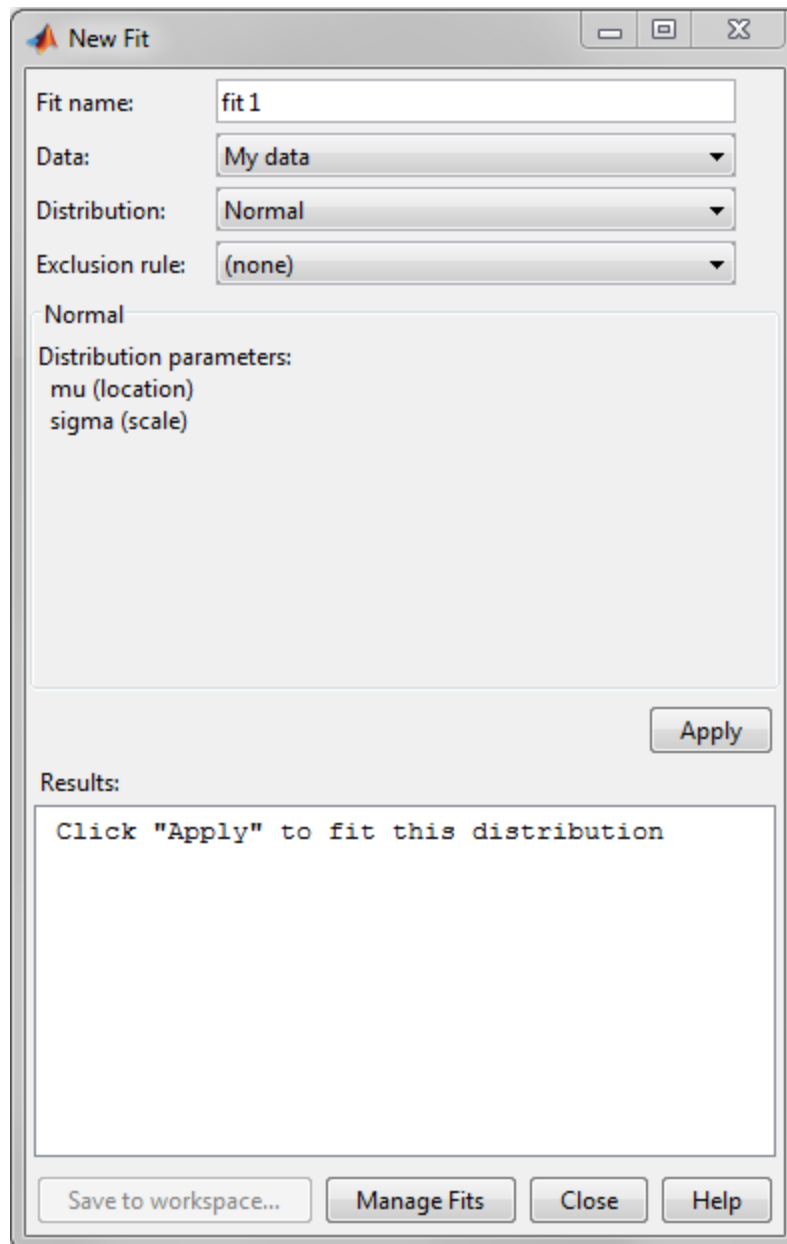 New Fit
Fit name: fit 1
Data: My data
Distribution: Normal
Exclusion rule: (none)
Normal
Distribution parameters:
mu (location)
sigma (scale)
Apply
Results:
Click "Apply" to fit this distribution
Save to workspace... Manage Fits Close Help